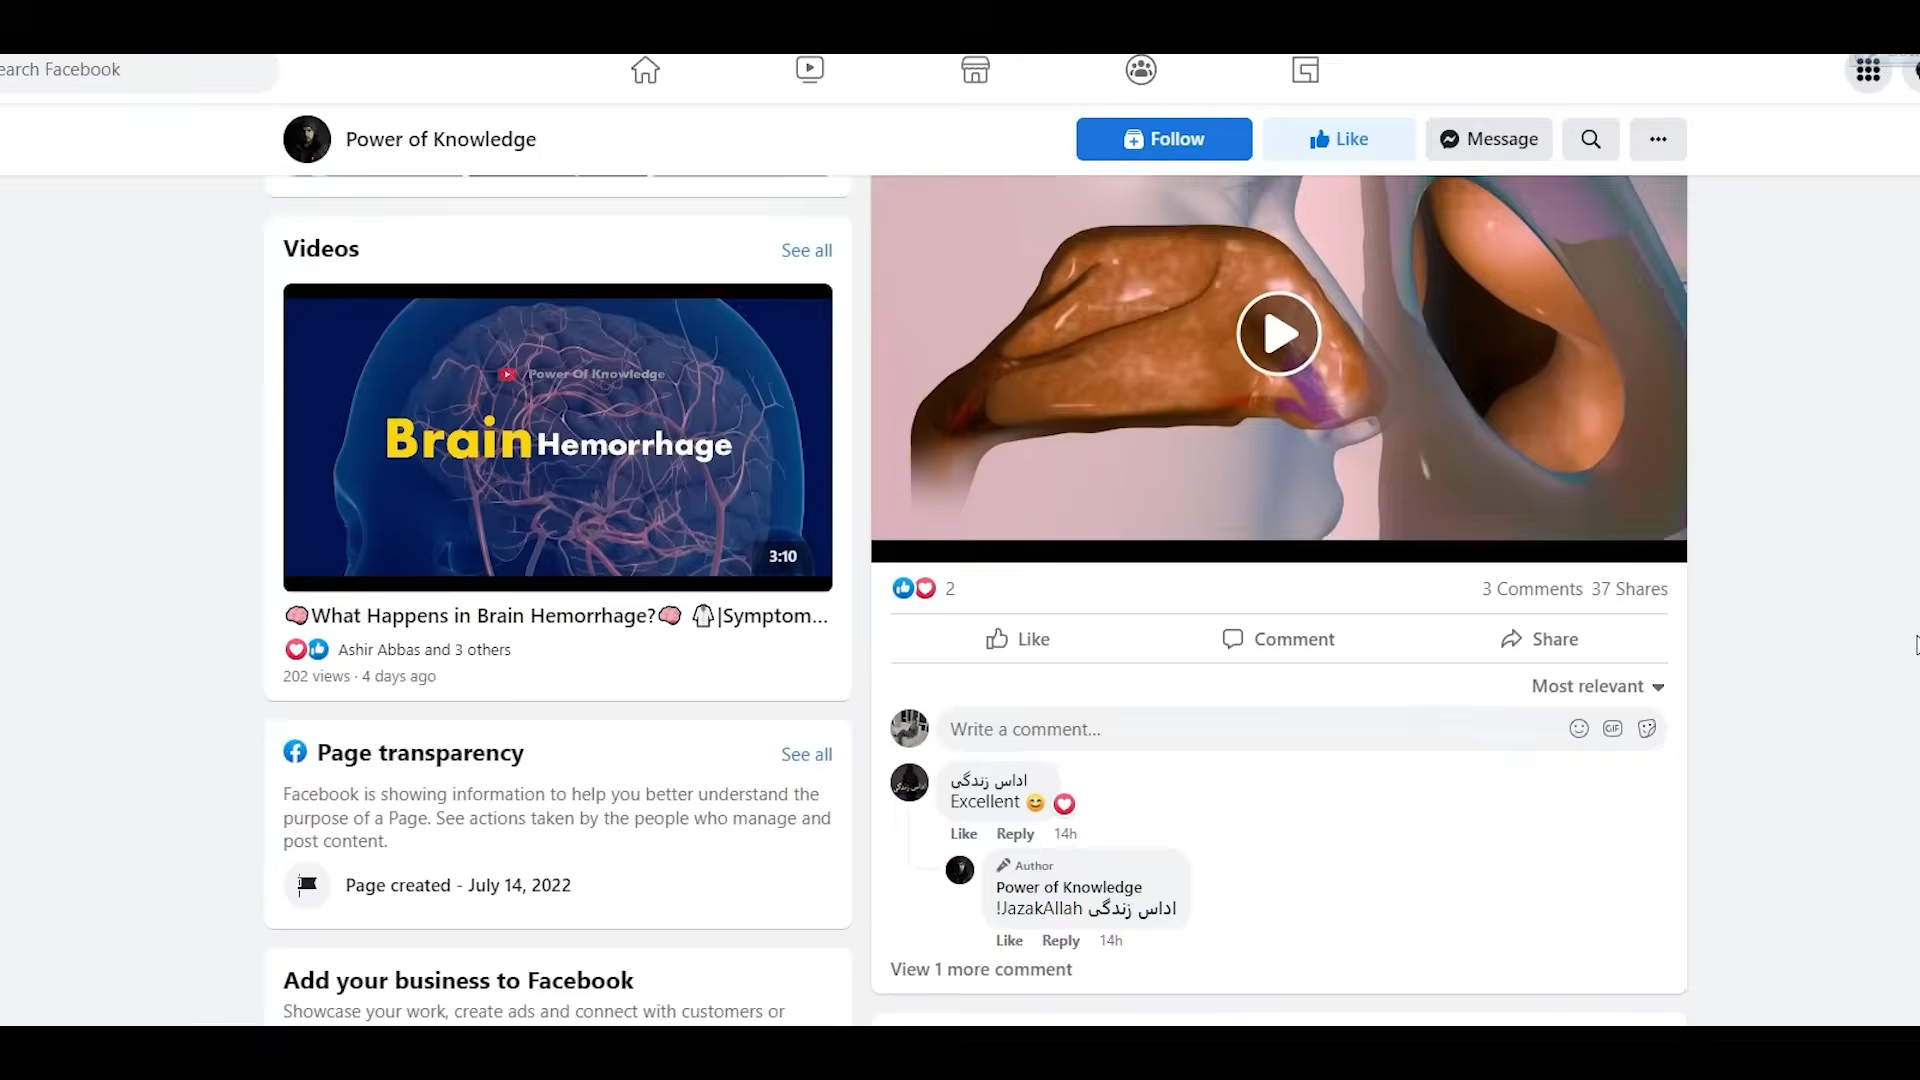 earch Facebook
Power of Knowledge
Follow
Like
Message
Videos
See all
Power Of Knowledge
Brain Hemorrhage
3:10
🧠What Happens in Brain Hemorrhage?🧠 🥼|Symptom...
Ashir Abbas and 3 others
202 views · 4 days ago
Page transparency
See all
Facebook is showing information to help you better understand the
purpose of a Page. See actions taken by the people who manage and
post content.
Page created - July 14, 2022
Add your business to Facebook
Showcase your work, create ads and connect with customers or
2
3 Comments 37 Shares
Like
Comment
Share
Most relevant
Write a comment...
GIF
اداس زندگی
Excellent 😊
Like Reply 14h
Author
Power of Knowledge
!JazakAllah اداس زندگی
Like Reply 14h
View 1 more comment